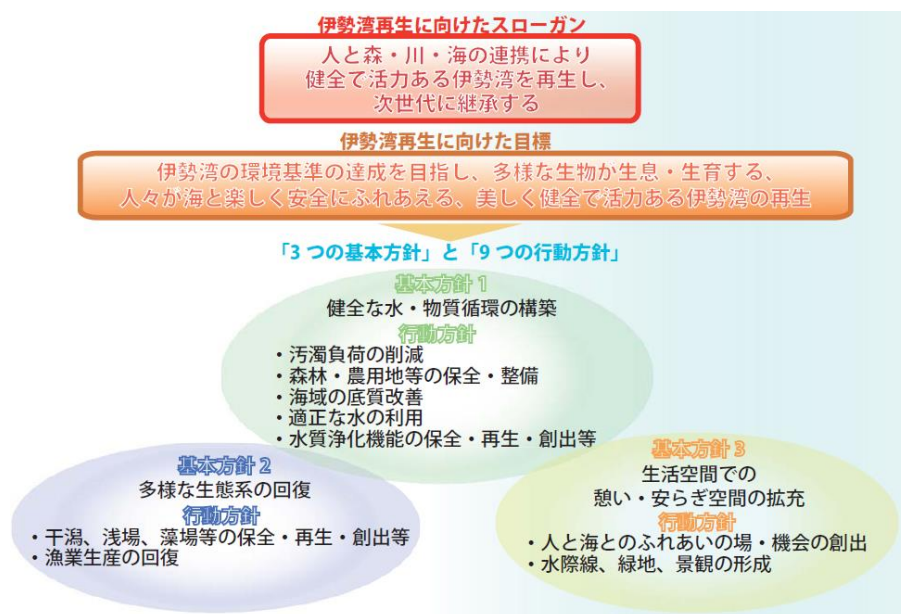 伊勢湾再生に向けたスローガン
人と森・川・海の連携により
健全で活力ある伊勢湾を再生し、
次世代に継承する
伊勢湾再生に向けた目標
伊勢湾の環境基準の達成を目指し、多様な生物が生息・生育する、
人々が海と楽しく安全にふれあえる、美しく健全で活力ある伊勢湾の再生
「3つの基本方針」と「9つの行動方針」
基本方針1
健全な水・物質循環の構築
行動方針
・汚濁負荷の削減
・森林・農用地等の保全・整備
・海域の底質改善
・適正な水の利用
・水質浄化機能の保全・再生・創出等
基本方針2
多様な生態系の回復
行動方針
・干潟、浅場、藻場等の保全・再生・創出等
・漁業生産の回復
基本方針3
生活空間での
憩い・安らぎ空間の拡充
行動方針
・人と海とのふれあいの場・機会の創出
・水際線、緑地、景観の形成